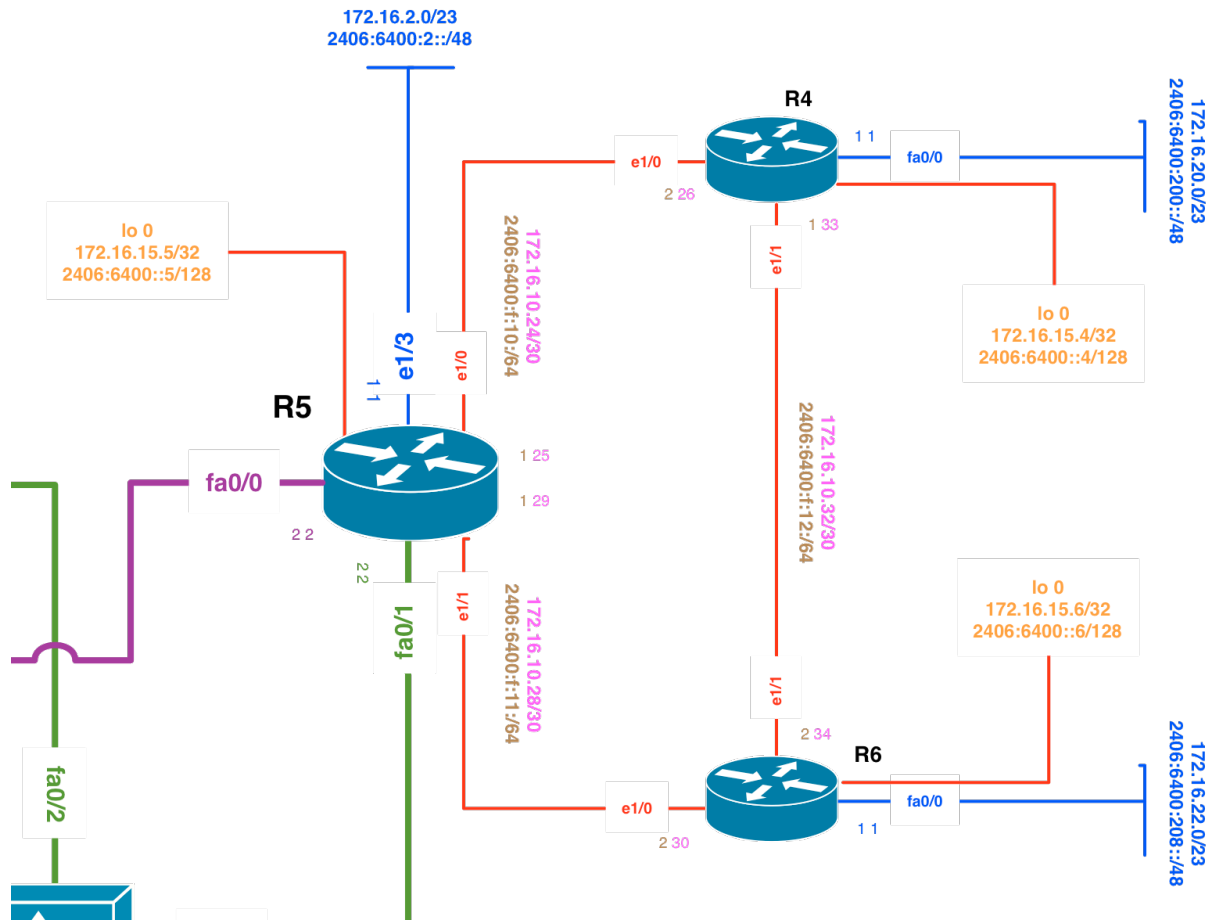 172.16.2.0/23
2406:6400:2::/48
R4
1 1
fa0/0
172.16.20.0/23
2406:6400:200::/48
e1/0
2 26
1 33
e1/1
lo 0
172.16.15.5/32
2406:6400::5/128
172.16.10.24/30
2406:6400:f:10:/64
lo 0
172.16.15.4/32
2406:6400::4/128
e1/3
e1/0
1 1
R5
1 25
1 29
fa0/0
2 2
2 2
fa0/1
e1/1
172.16.10.32/30
2406:6400:f:12:/64
172.16.10.28/30
2406:6400:f:11:/64
lo 0
172.16.15.6/32
2406:6400::6/128
e1/1
2 34
R6
fa0/0
1 1
172.16.22.0/23
2406:6400:208::/48
e1/0
2 30
fa0/2